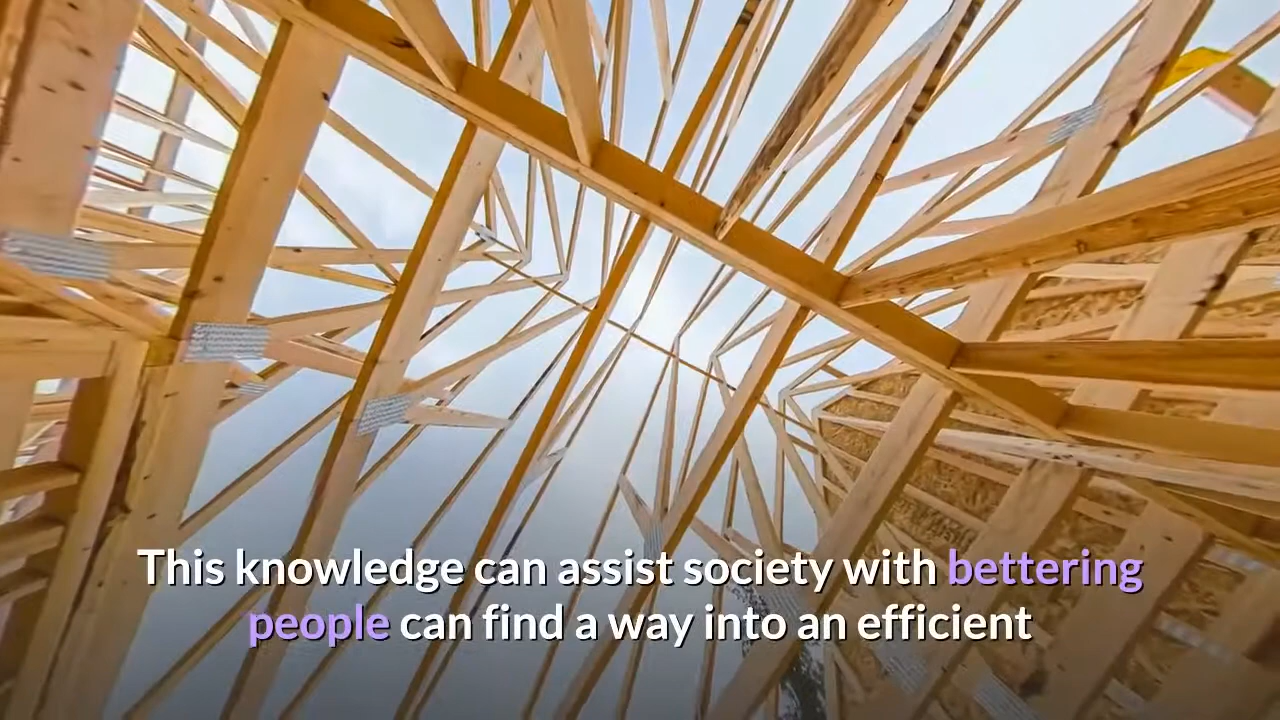 This knowledge can assist society with bettering
people can find a way into an efficient